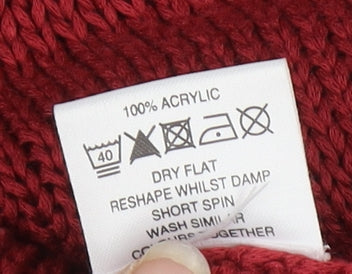 100% ACRYLIC
40
DRY FLAT
RESHAPE WHILST DAMP
SHORT SPIN
WASH SIMILAR
COLOURS TOGETHER